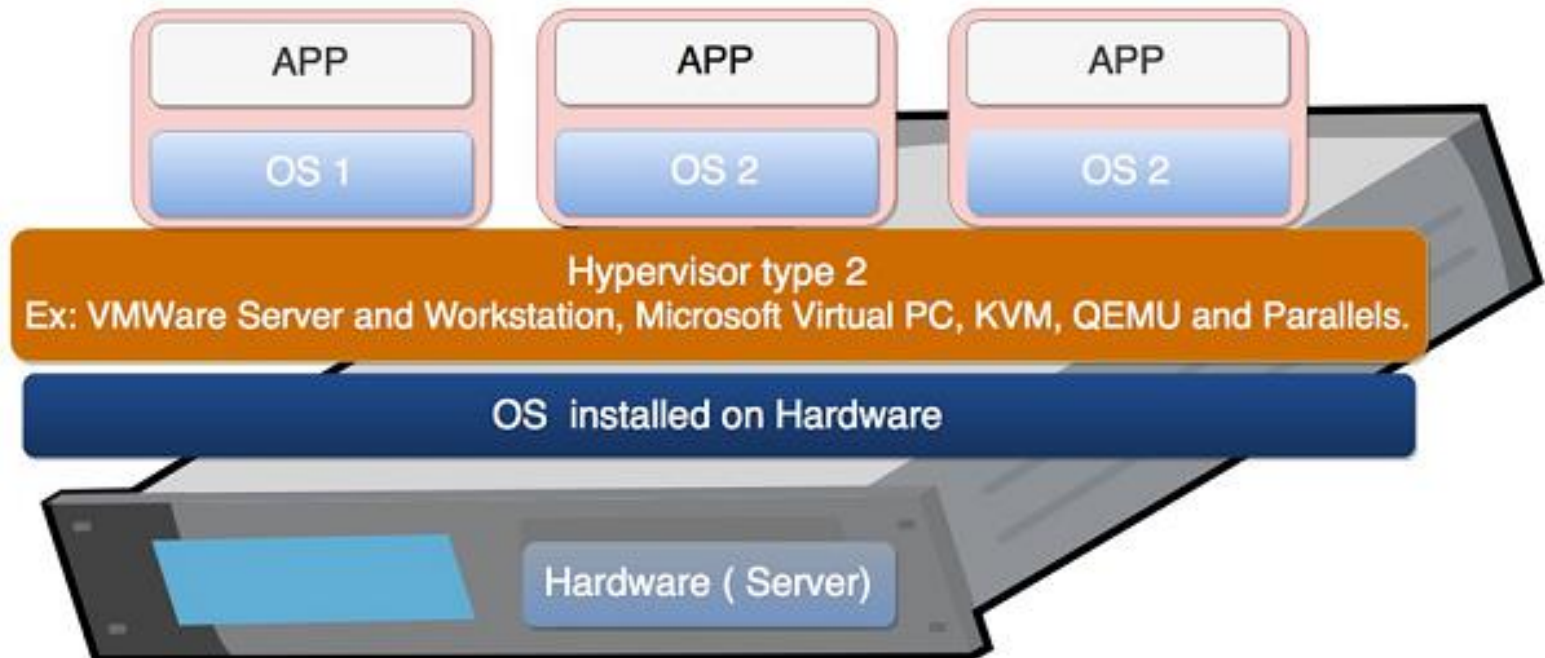 APP
APP
APP
OS 1
OS 2
OS 2
Hypervisor type 2
Ex: VMWare Server and Workstation, Microsoft Virtual PC, KVM, QEMU and Parallels.
OS installed on Hardware
Hardware ( Server)